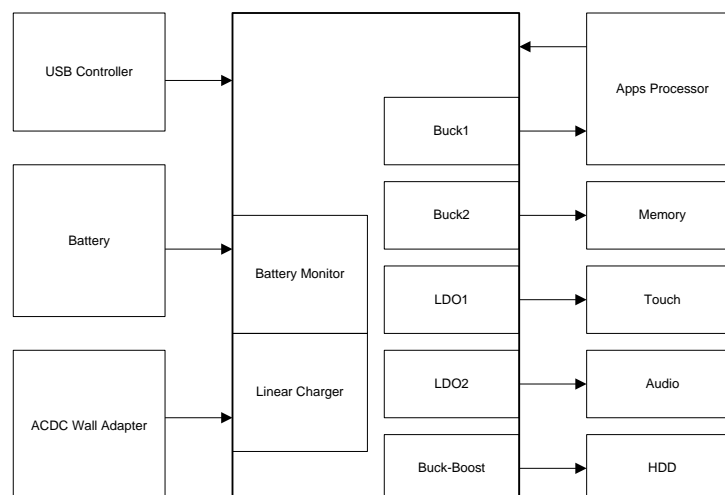 USB Controller
Apps Processor
Buck1
Buck2
Memory
Battery
Battery Monitor
LDO1
Touch
Linear Charger
LDO2
Audio
ACDC Wall Adapter
Buck-Boost
HDD